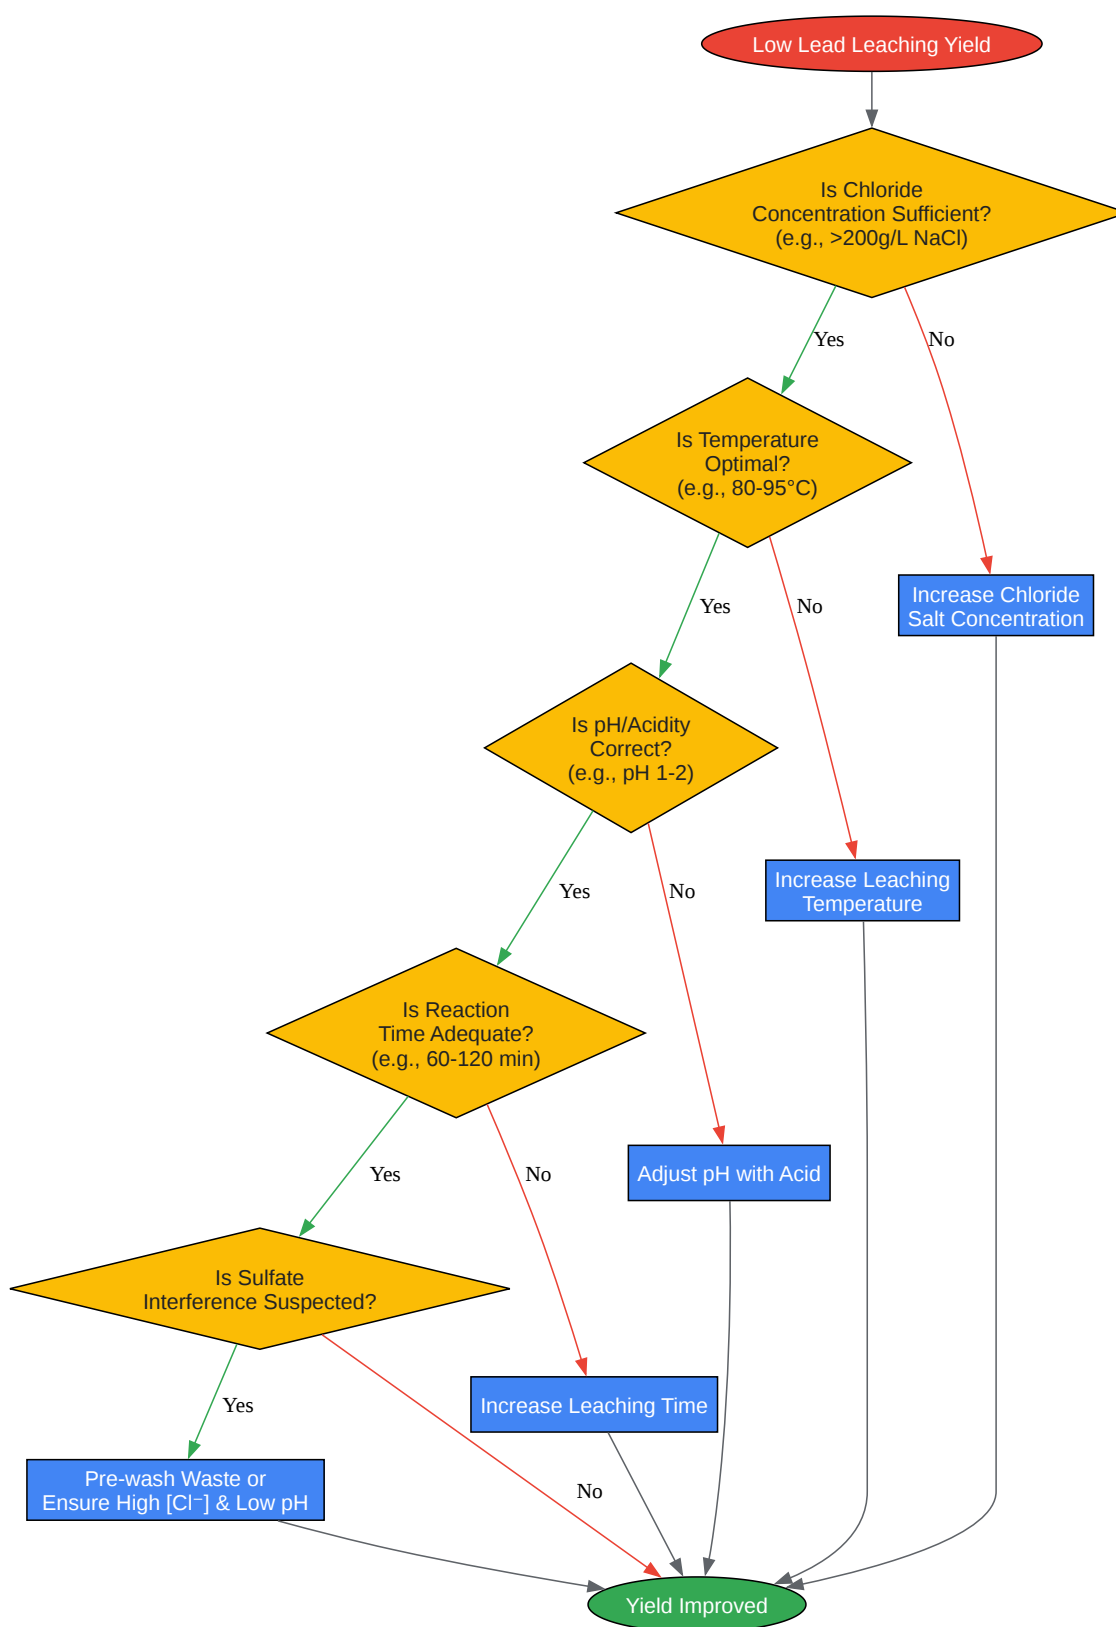 Low Lead Leaching Yield
Is Chloride
Concentration Sufficient?
(e.g., >200g/L NaCl)
Yes
No
Is Temperature
Optimal?
(e.g., 80-95°C)
Yes
No
Increase Chloride
Salt Concentration
Is pH/Acidity
Correct?
(e.g., pH 1-2)
Yes
No
Increase Leaching
Temperature
Is Reaction
Time Adequate?
(e.g., 60-120 min)
Yes
No
Adjust pH with Acid
Is Sulfate
Interference Suspected?
Yes
No
Increase Leaching Time
Pre-wash Waste or
Ensure High [Cl⁻] & Low pH
Yield Improved